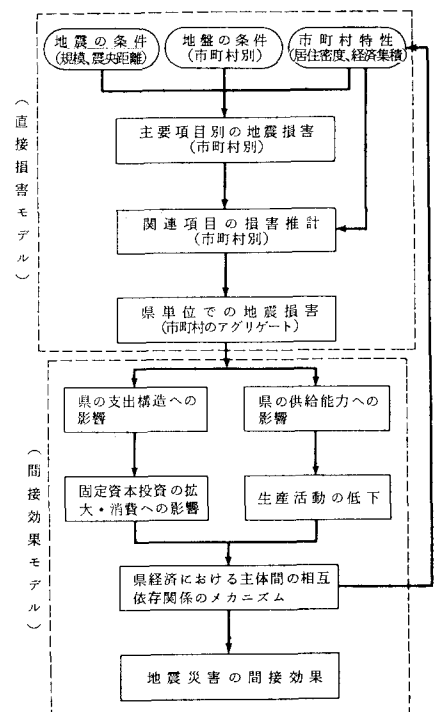 地震の条件
(規模、震央距離)
地盤の条件
(市町村別)
市町村特性
(居住密度、経済集積)
(直接損害モデル)
主要項目別の地震損害
(市町村別)
関連項目の損害推計
(市町村別)
県単位での地震損害
(市町村のアグリゲート)
(間接効果モデル)
県の支出構造への
影響
県の供給能力への
影響
固定資本投資の拡
大・消費への影響
生産活動の低下
県経済における主体間の相互
依存関係のメカニズム
地震災害の間接効果